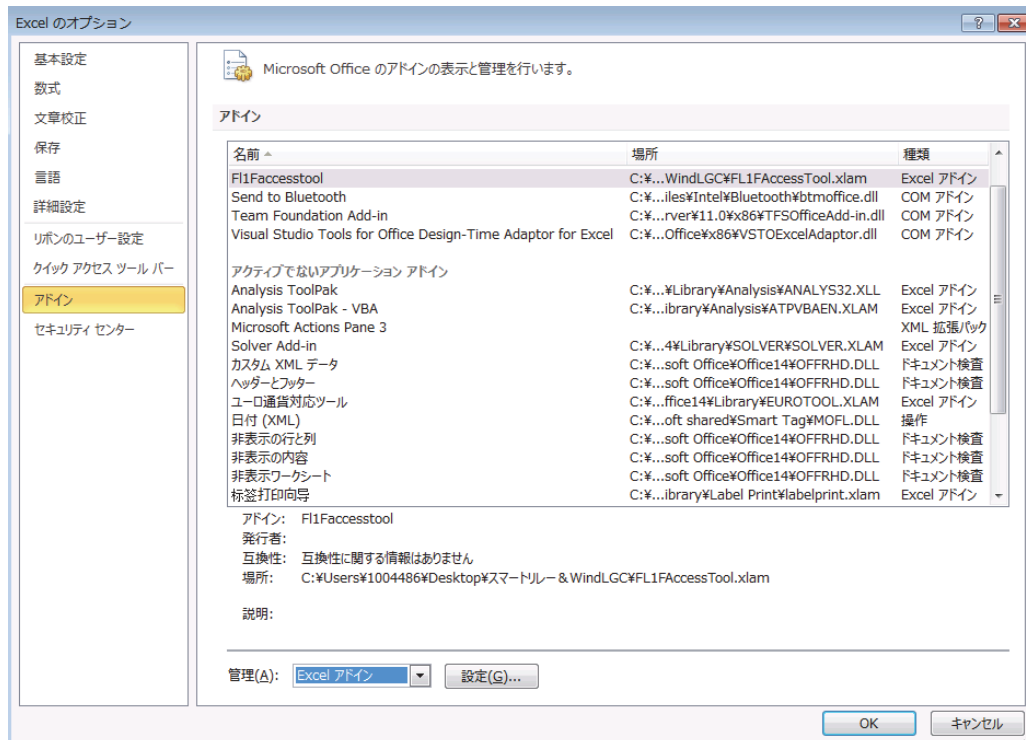 Excel のオプション
基本設定
数式
文章校正
保存
言語
詳細設定
リボンのユーザー設定
クイック アクセス ツール バー
アドイン
セキュリティ センター
Microsoft Office のアドインの表示と管理を行います。
アドイン
名前 場所 種類
Fl1Faccesstool C:¥...WindLGC¥FL1FAccessTool.xlam Excel アドイン
Send to Bluetooth C:¥...iles¥Intel¥Bluetooth¥btmoffice.dll COM アドイン
Team Foundation Add-in C:¥...rver¥11.0¥x86¥TFSOfficeAdd-in.dll COM アドイン
Visual Studio Tools for Office Design-Time Adaptor for Excel C:¥...Office¥x86¥VSTOExcelAdaptor.dll COM アドイン
アクティブでないアプリケーション アドイン
Analysis ToolPak C:¥...¥Library¥Analysis¥ANALYS32.XLL Excel アドイン
Analysis ToolPak - VBA C:¥...ibrary¥Analysis¥ATPVBAEN.XLAM Excel アドイン
Microsoft Actions Pane 3 XML 拡張パック
Solver Add-in C:¥...4¥Library¥SOLVER¥SOLVER.XLAM Excel アドイン
カスタム XML データ C:¥...soft Office¥Office14¥OFFRHD.DLL ドキュメント検査
ヘッダーとフッター C:¥...soft Office¥Office14¥OFFRHD.DLL ドキュメント検査
ユーロ通貨対応ツール C:¥...ffice14¥Library¥EUROTOOL.XLAM Excel アドイン
日付 (XML) C:¥...oft shared¥Smart Tag¥MOFL.DLL 操作
非表示の行と列 C:¥...soft Office¥Office14¥OFFRHD.DLL ドキュメント検査
非表示の内容 C:¥...soft Office¥Office14¥OFFRHD.DLL ドキュメント検査
非表示ワークシート C:¥...soft Office¥Office14¥OFFRHD.DLL ドキュメント検査
标签打印向导 C:¥...ibrary¥Label Print¥labelprint.xlam Excel アドイン
アドイン: Fl1Faccesstool
発行者:
互換性: 互換性に関する情報はありません
場所: C:¥Users¥1004486¥Desktop¥スマートリレー＆WindLGC¥FL1FAccessTool.xlam
説明:
管理(A): Excel アドイン 設定(G)...
OK キャンセル